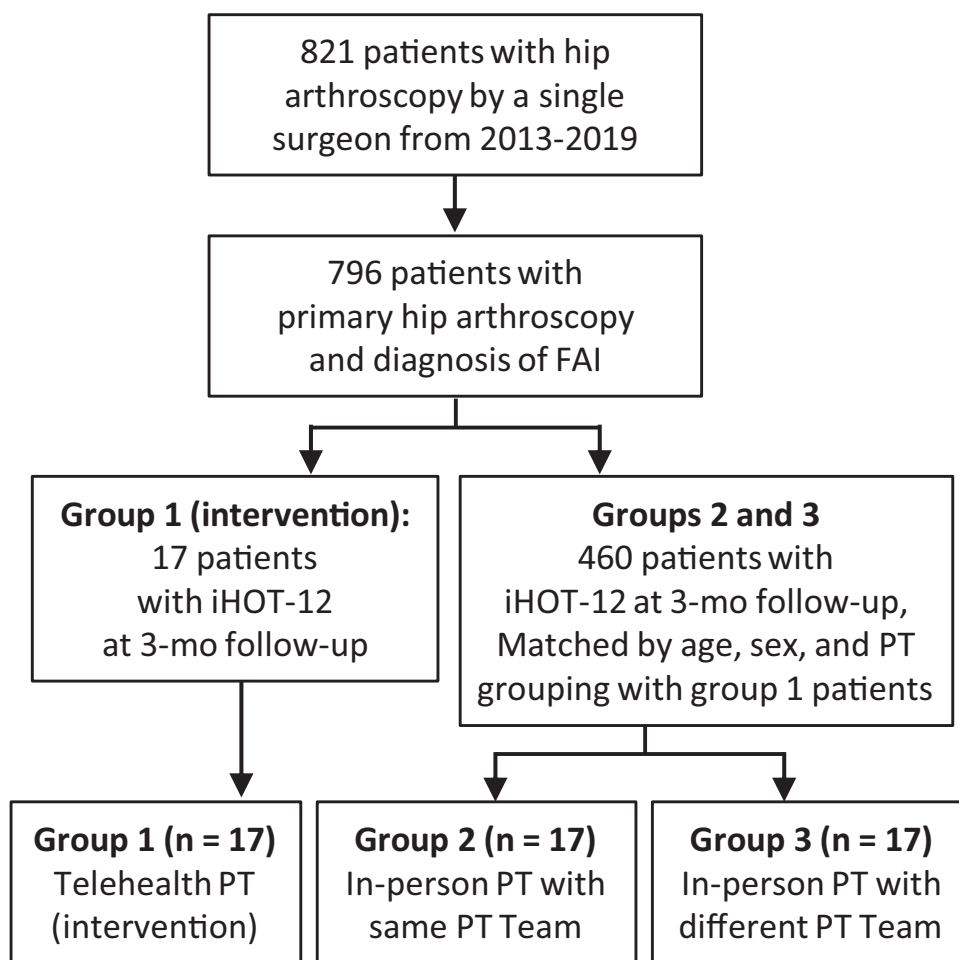 821 patients with hip
arthroscopy by a single
surgeon from 2013-2019
796 patients with
primary hip arthroscopy
and diagnosis of FAI
Group 1 (intervention):
17 patients
with iHOT-12
at 3-mo follow-up
Groups 2 and 3
460 patients with
iHOT-12 at 3-mo follow-up,
Matched by age, sex, and PT
grouping with group 1 patients
Group 1 (n = 17)
Telehealth PT
(intervention)
Group 2 (n = 17)
In-person PT with
same PT Team
Group 3 (n = 17)
In-person PT with
different PT Team